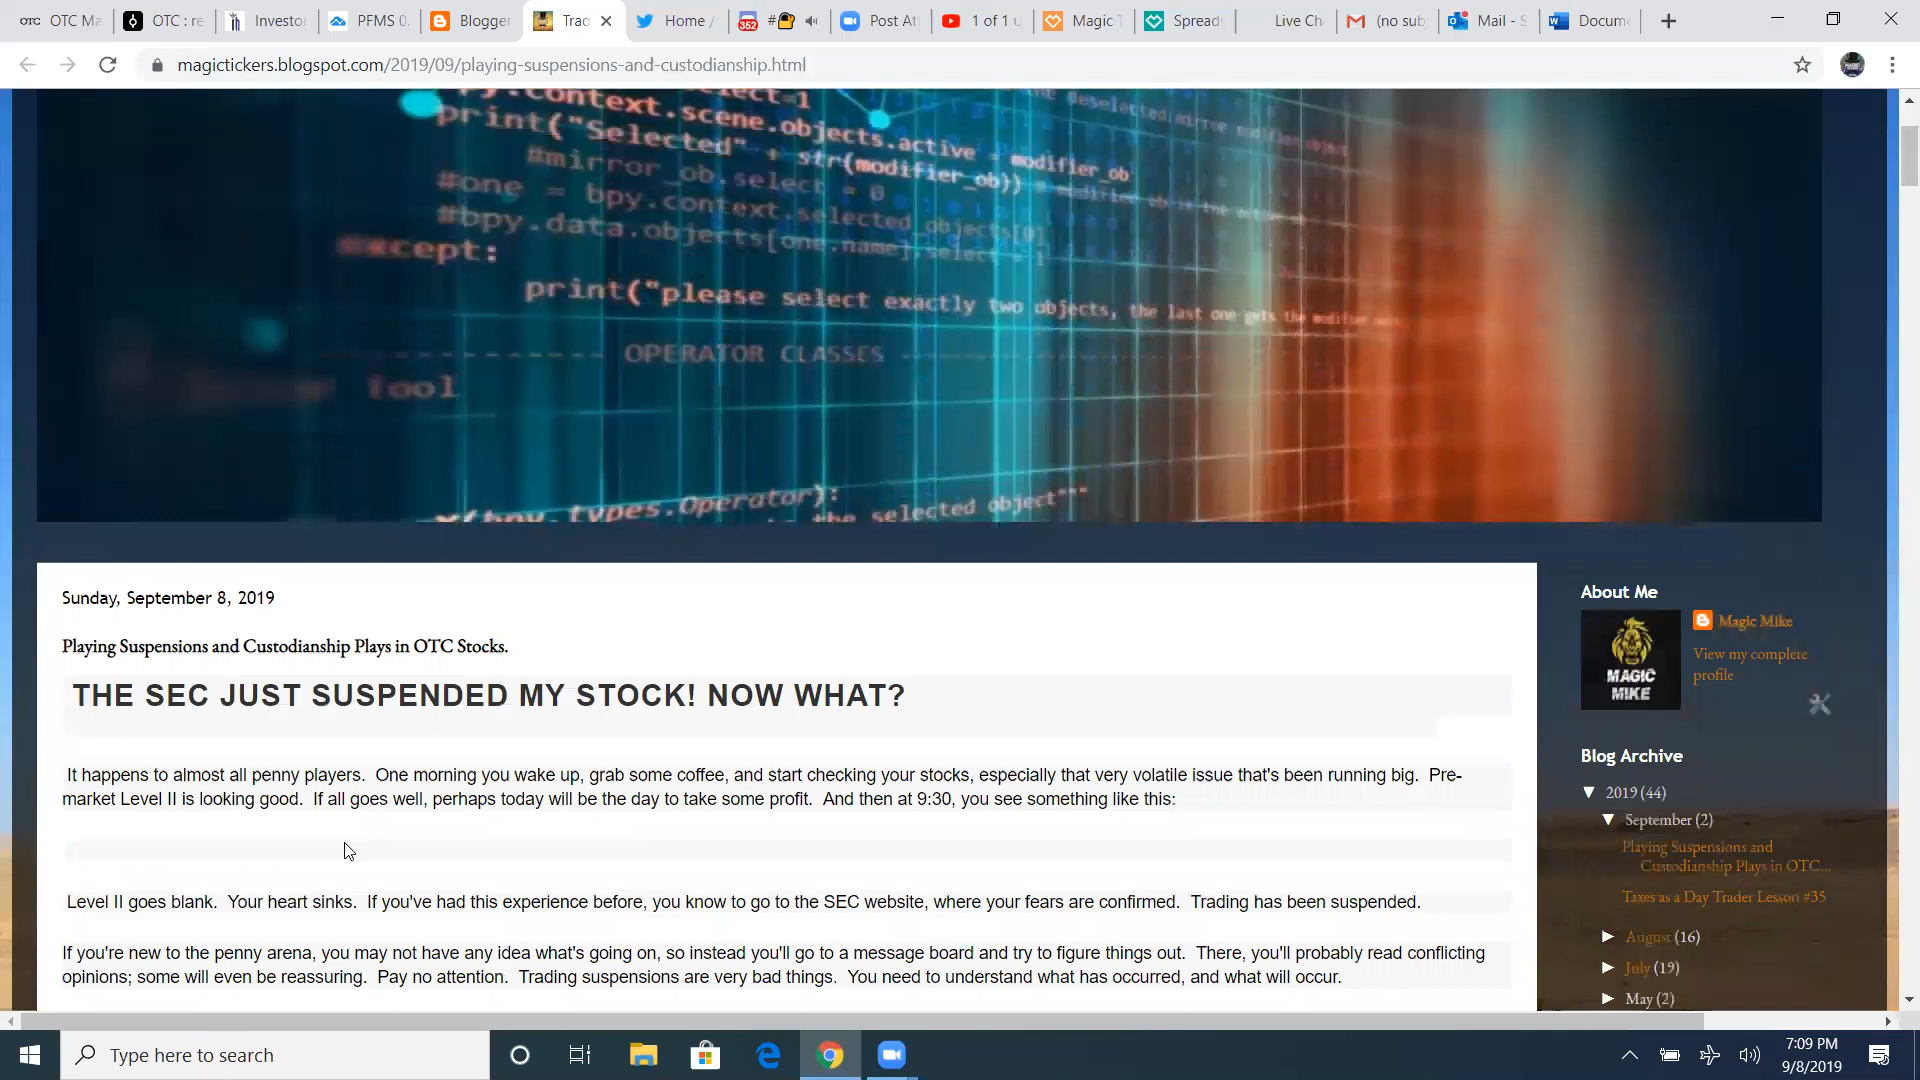 OTC Ma
OTC : re
Investo
PFMS 0.
Blogger
Trac
Home /
352
#
Post At
1 of 1 u
Magic T
Spread
Live Ch
(no sub
Mail - S
Docume
magictickers.blogspot.com/2019/09/playing-suspensions-and-custodianship.html
py.context.scene.objects.active = modifier_ob
print("Selected" + str(modifier_ob))
#mirror_ob.select = 0
#one = bpy.context.selected_objects[0]
#bpy.data.objects[one.name].select = 1
except:
print("please select exactly two objects, the last one gets the
OPERATOR CLASSES
Tool
types.Operator):
the selected object"""
Sunday, September 8, 2019
Playing Suspensions and Custodianship Plays in OTC Stocks.
THE SEC JUST SUSPENDED MY STOCK! NOW WHAT?
It happens to almost all penny players. One morning you wake up, grab some coffee, and start checking your stocks, especially that very volatile issue that's been running big. Pre-
market Level II is looking good. If all goes well, perhaps today will be the day to take some profit. And then at 9:30, you see something like this:
Level II goes blank. Your heart sinks. If you've had this experience before, you know to go to the SEC website, where your fears are confirmed. Trading has been suspended.
If you're new to the penny arena, you may not have any idea what's going on, so instead you'll go to a message board and try to figure things out. There, you'll probably read conflicting
opinions; some will even be reassuring. Pay no attention. Trading suspensions are very bad things. You need to understand what has occurred, and what will occur.
About Me
MAGIC
MIKE
Magic Mike
View my complete
profile
Blog Archive
▼ 2019 (44)
▼ September (2)
Playing Suspensions and
Custodianship Plays in OTC...
Taxes as a Day Trader Lesson #35
► August (16)
► July (19)
► May (2)
Type here to search
7:09 PM
9/8/2019